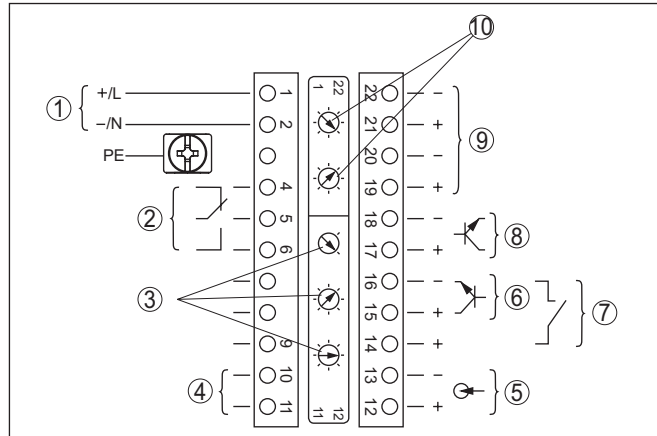 ⑩
① +/L 1 1 22 22 −
−/N 2 21 + ⑨
PE 20 −
4 19 +
② 5 18 − ⑧
6 17 +
16 − ⑥
③ 15 + ⑦
9 14 +
④ 10 13 − ⑤
11 11 12 12 +